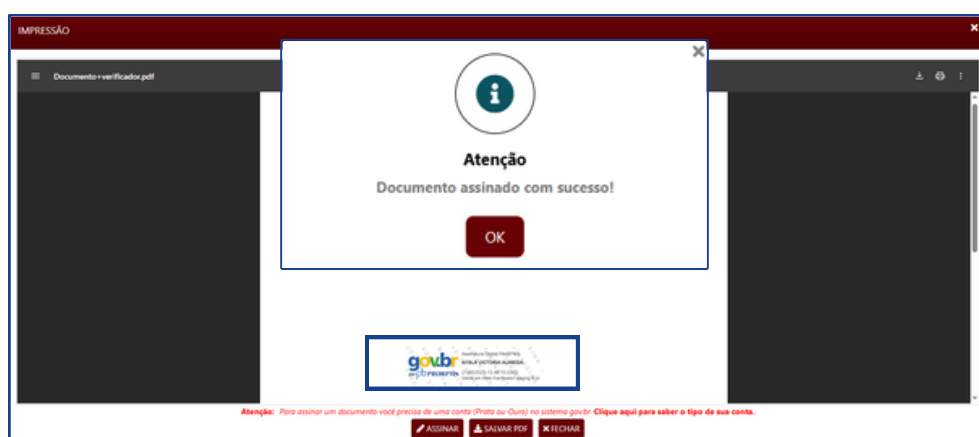 IMPRESSÃO
Documento+verificador.pdf
Atenção
Documento assinado com sucesso!
OK
gov.br
PROBPMS
Atenção: Para assinar um documento você precisa de uma conta (Prata ou Ouro) no sistema gov.br. Clique aqui para saber o tipo de sua conta.
ASSINAR SALVAR PDF FECHAR